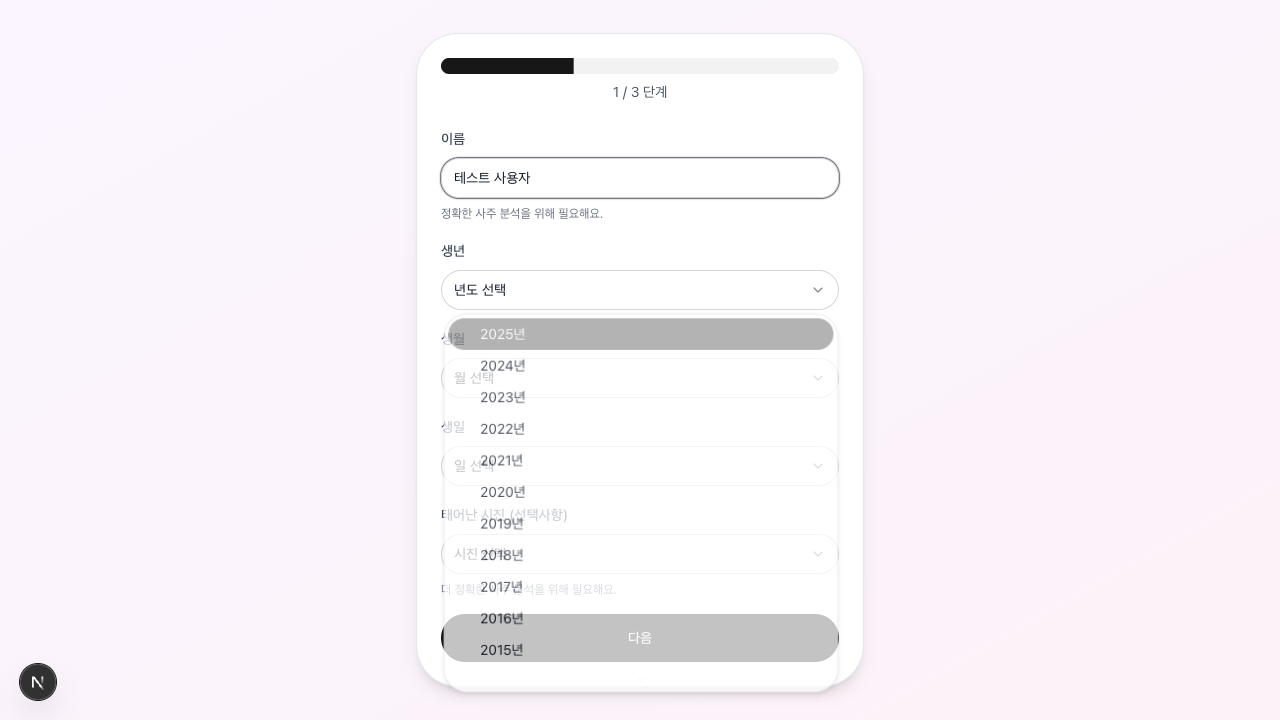 1 / 3 단계
이름
테스트 사용자
정확한 사주 분석을 위해 필요해요.
생년
년도 선택
2025년
생월
2024년
월 선택
2023년
2022년
생일
2021년
일 선택
2020년
태어난 시진 (선택사항)
2019년
시진
2018년
2017년
더 정확한 석을 위해 필요해요.
2016년
다음
2015년
N